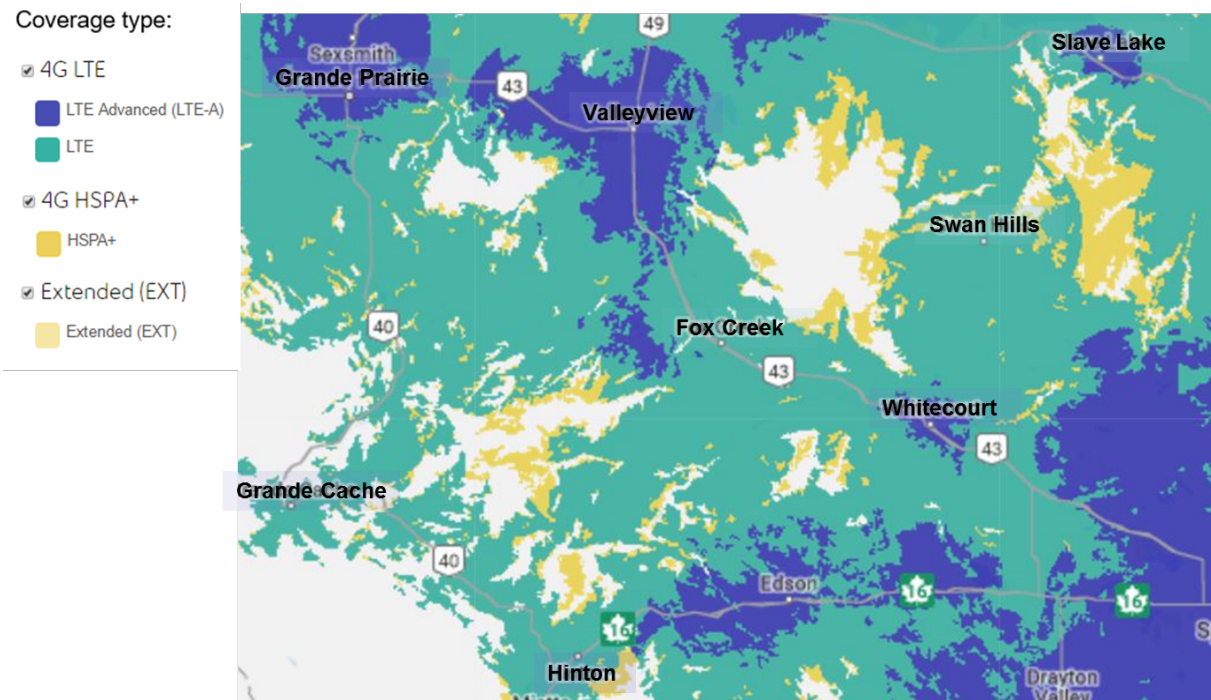 Coverage type:
4G LTE
LTE Advanced (LTE-A)
LTE
4G HSPA+
HSPA+
Extended (EXT)
Extended (EXT)
49
Sexsmith
Slave Lake
Grande Prairie
43
Valleyview
Swan Hills
40
Fox Creek
43
Whitecourt
43
Grande Cache
40
Edson
16
16
16
Hinton
Drayton
Valley